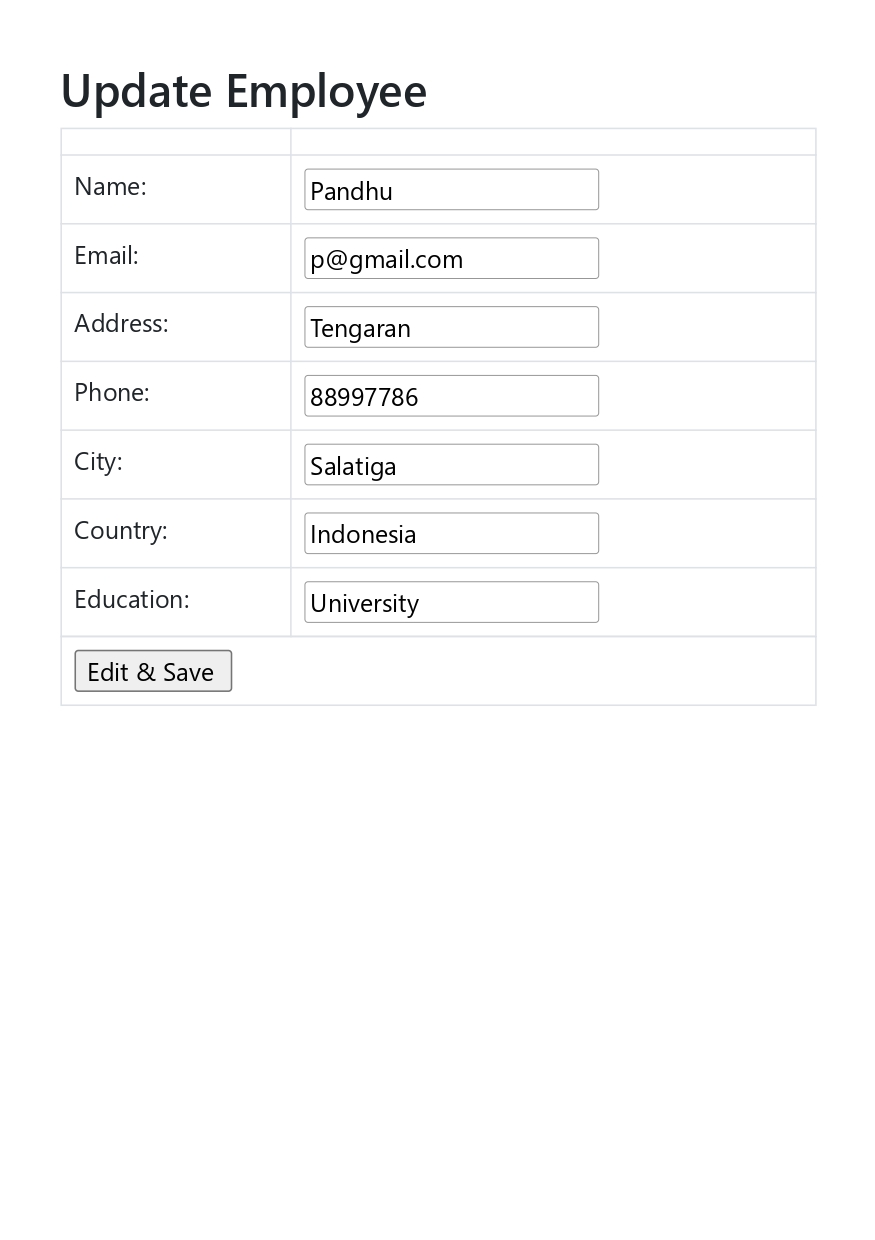 Update Employee
Name: Pandhu
Email: p@gmail.com
Address: Tengaran
Phone: 88997786
City: Salatiga
Country: Indonesia
Education: University
Edit & Save